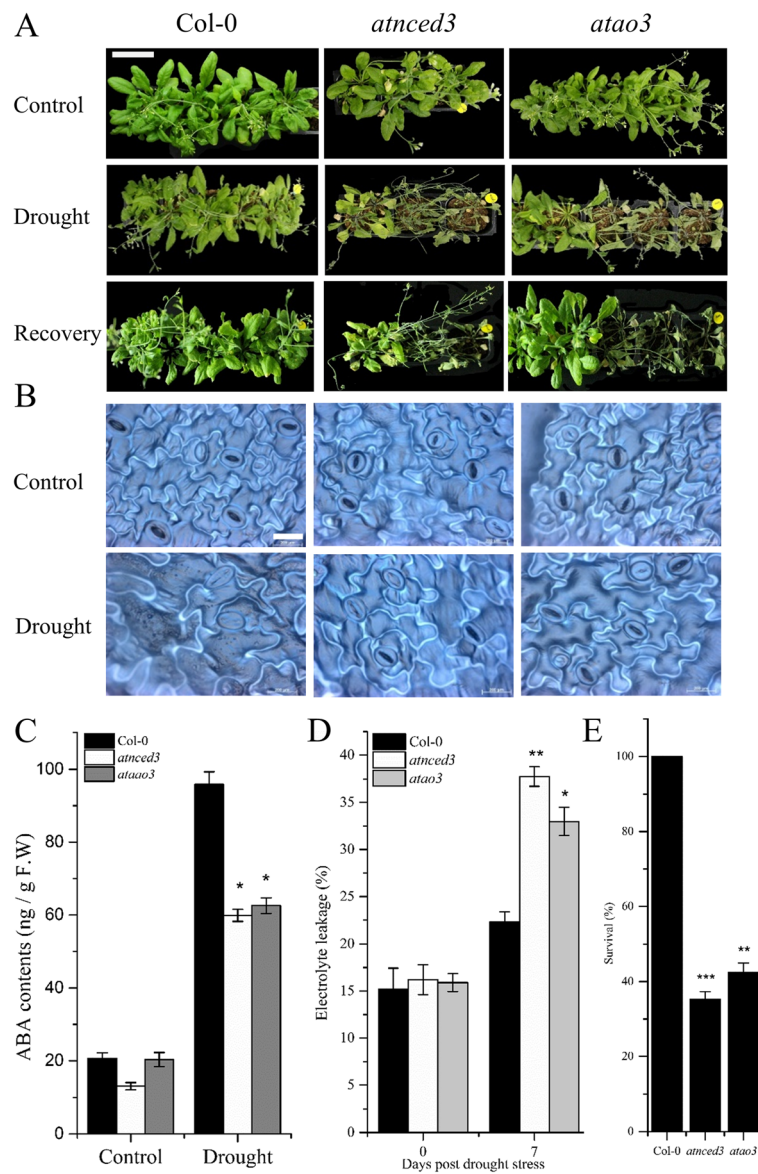 A
Col-0 atnced3 atao3
Control
Drought
Recovery
B
Control
Drought
C
Col-0
atnced3
ataao3
ABA contents (ng / g F.W)
100
80
60
40
20
0
* *
Control Drought
D
Col-0
atnced3
atao3
Electrolyte leakage (%)
40
35
30
25
20
15
10
5
0
**
*
0 7
Days post drought stress
E
Survival (%)
100
80
60
40
20
0
***
**
Col-0 atnced3 atao3